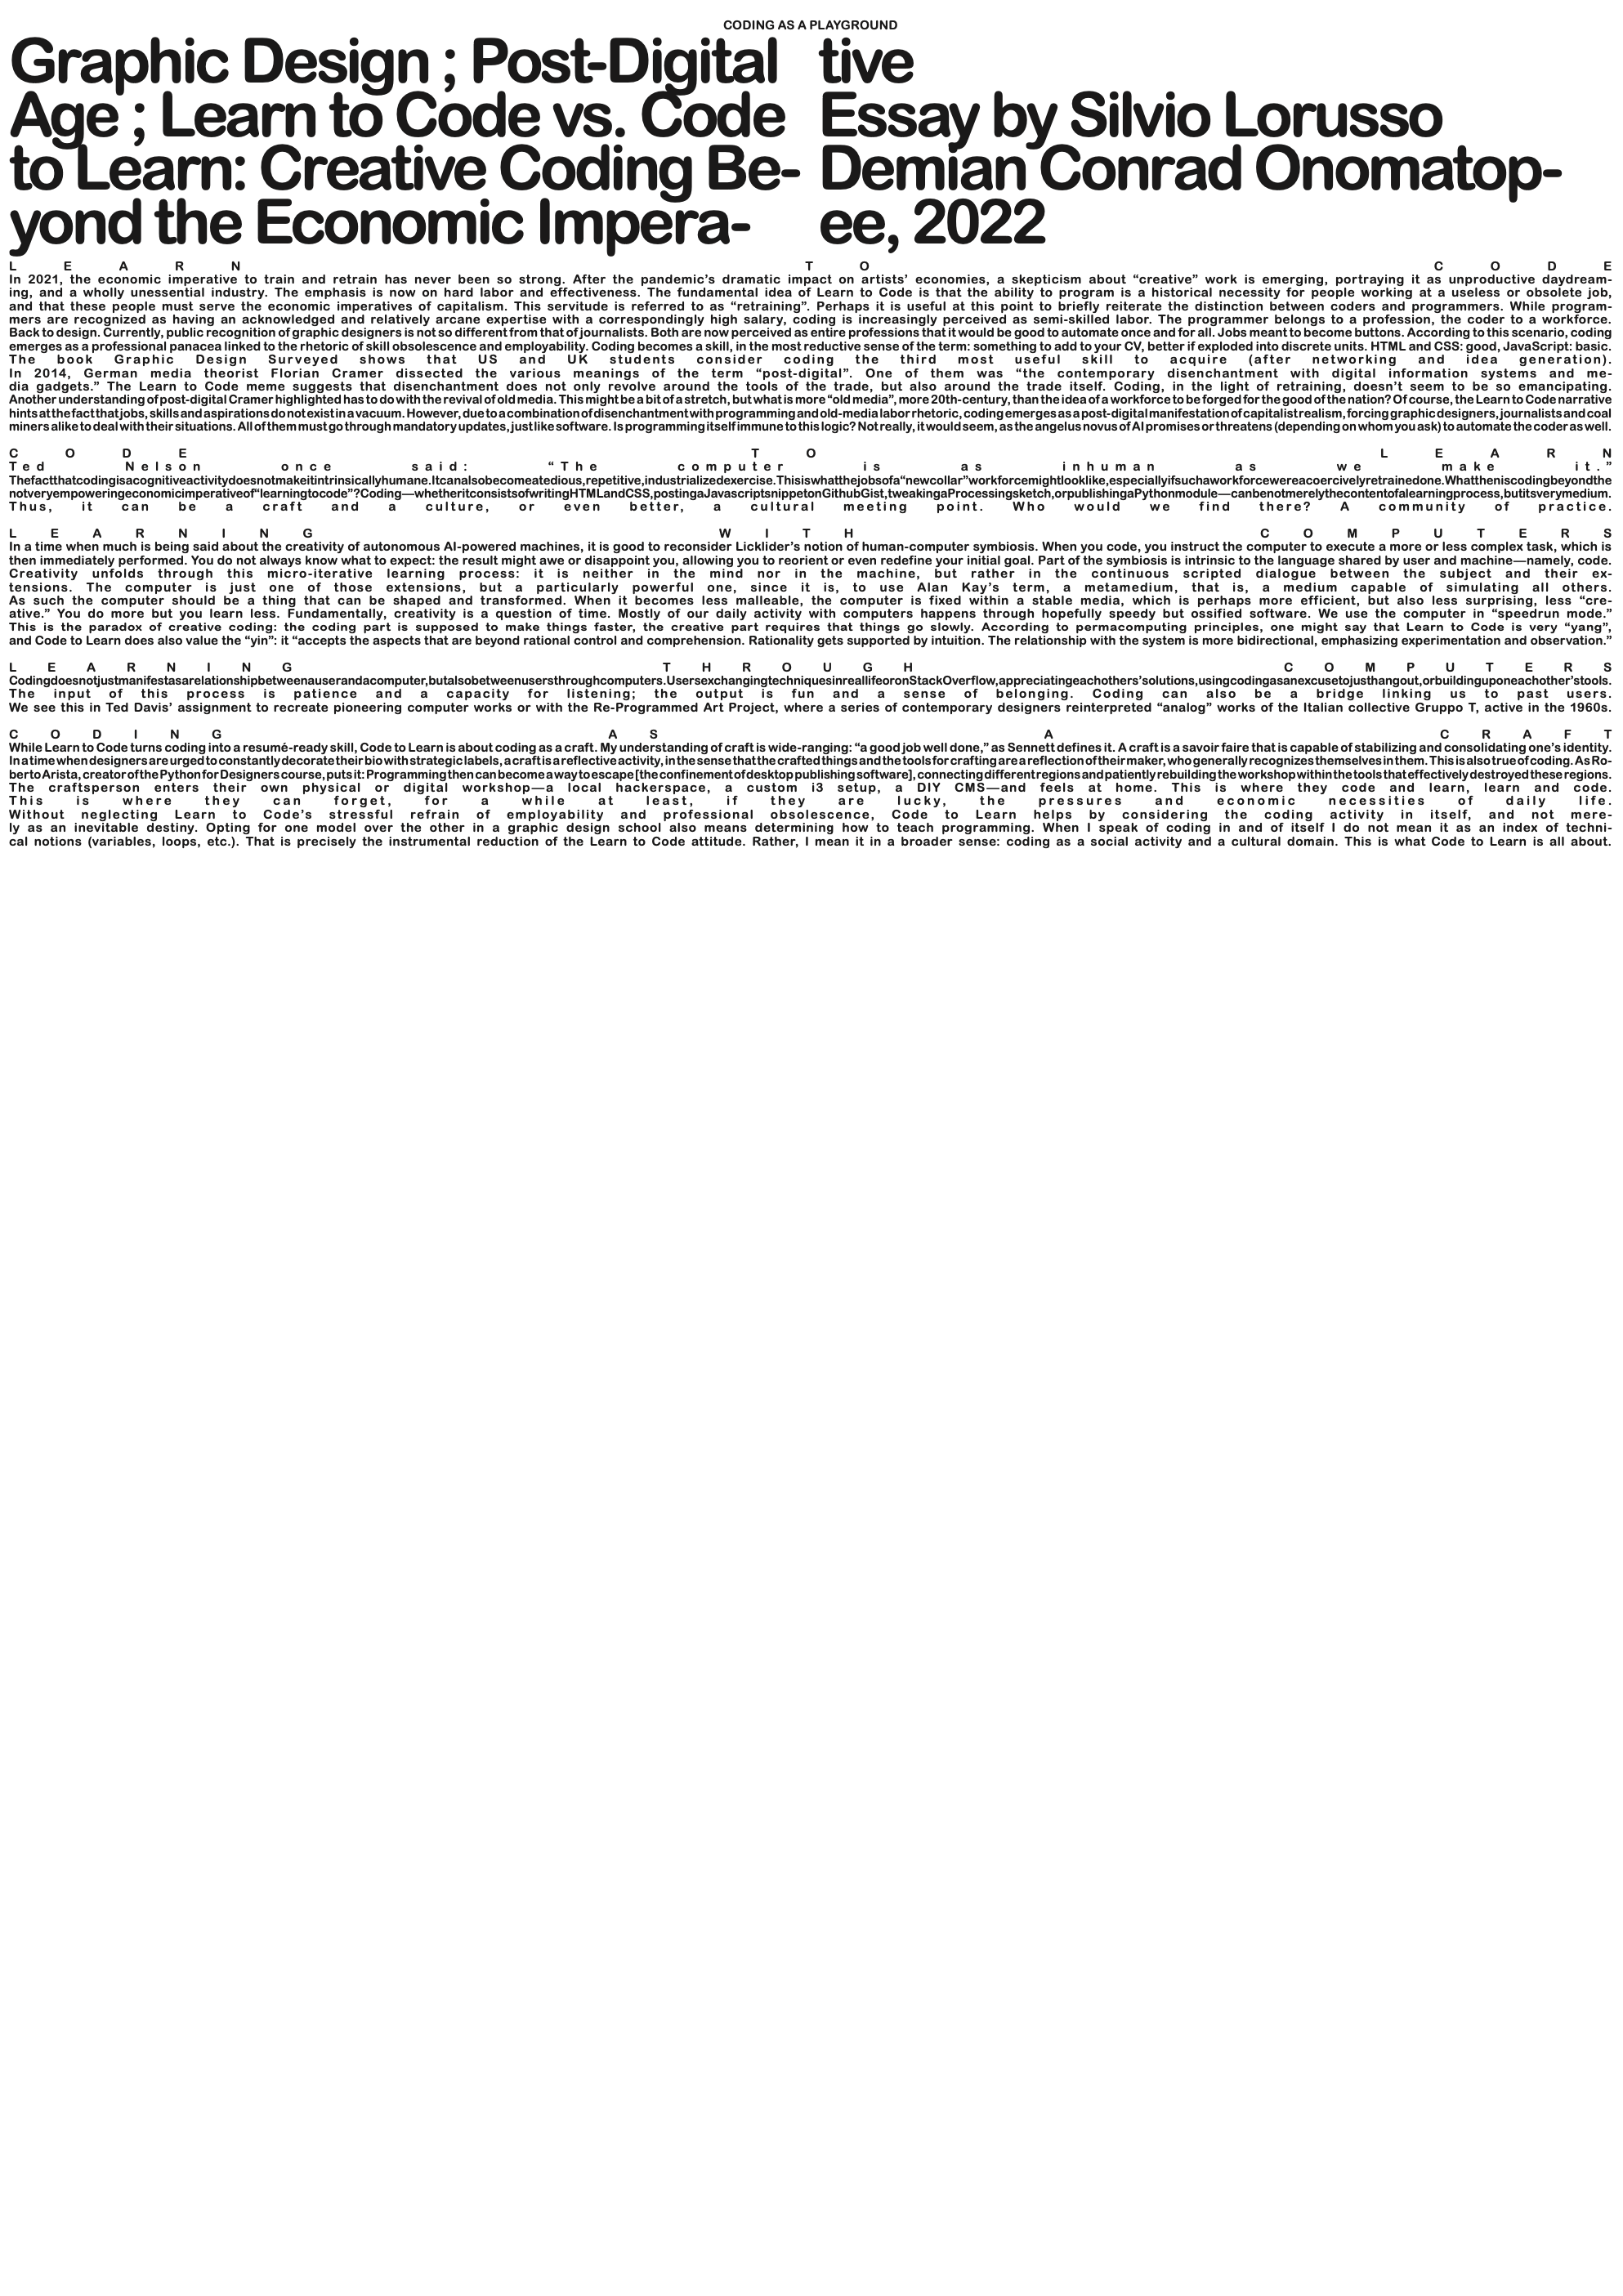 CODING AS A PLAYGROUND
Graphic Design ; Post-Digital
Age ; Learn to Code vs. Code
to Learn: Creative Coding Be-
yond the Economic Impera-
tive
Essay by Silvio Lorusso
Demian Conrad Onomatop-
ee, 2022
LEARN TO CODE
In 2021, the economic imperative to train and retrain has never been so strong. After the pandemic’s dramatic impact on artists’ economies, a skepticism about “creative” work is emerging, portraying it as unproductive daydream-
ing, and a wholly unessential industry. The emphasis is now on hard labor and effectiveness. The fundamental idea of Learn to Code is that the ability to program is a historical necessity for people working at a useless or obsolete job,
and that these people must serve the economic imperatives of capitalism. This servitude is referred to as “retraining”. Perhaps it is useful at this point to briefly reiterate the distinction between coders and programmers. While program-
mers are recognized as having an acknowledged and relatively arcane expertise with a correspondingly high salary, coding is increasingly perceived as semi-skilled labor. The programmer belongs to a profession, the coder to a workforce.
Back to design. Currently, public recognition of graphic designers is not so different from that of journalists. Both are now perceived as entire professions that it would be good to automate once and for all. Jobs meant to become buttons. According to this scenario, coding
emerges as a professional panacea linked to the rhetoric of skill obsolescence and employability. Coding becomes a skill, in the most reductive sense of the term: something to add to your CV, better if exploded into discrete units. HTML and CSS: good, JavaScript: basic.
The book Graphic Design Surveyed shows that US and UK students consider coding the third most useful skill to acquire (after networking and idea generation).
In 2014, German media theorist Florian Cramer dissected the various meanings of the term “post-digital”. One of them was “the contemporary disenchantment with digital information systems and me-
dia gadgets.” The Learn to Code meme suggests that disenchantment does not only revolve around the tools of the trade, but also around the trade itself. Coding, in the light of retraining, doesn’t seem to be so emancipating.
Another understanding of post-digital Cramer highlighted has to do with the revival of old media. This might be a bit of a stretch, but what is more “old media”, more 20th-century, than the idea of a workforce to be forged for the good of the nation? Of course, the Learn to Code narrative
hints at the fact that jobs, skills and aspirations do not exist in a vacuum. However, due to a combination of disenchantment with programming and old-media labor rhetoric, coding emerges as a post-digital manifestation of capitalist realism, forcing graphic designers, journalists and coal
miners alike to deal with their situations. All of them must go through mandatory updates, just like software. Is programming itself immune to this logic? Not really, it would seem, as the angelus novus of AI promises or threatens (depending on whom you ask) to automate the coder as well.
CODE TO LEARN
Ted Nelson once said: “The computer is as inhuman as we make it.”
The fact that coding is a cognitive activity does not make it intrinsically humane. It can also become a tedious, repetitive, industrialized exercise. This is what the jobs of a “new collar” workforce might look like, especially if such a workforce were a coercively retrained one. What then is coding beyond the
not very empowering economic imperative of “learning to code”? Coding—whether it consists of writing HTML and CSS, posting a Javascript snippet on Github Gist, tweaking a Processing sketch, or publishing a Python module—can be not merely the content of a learning process, but its very medium.
Thus, it can be a craft and a culture, or even better, a cultural meeting point. Who would we find there? A community of practice.
LEARNING WITH COMPUTERS
In a time when much is being said about the creativity of autonomous AI-powered machines, it is good to reconsider Licklider’s notion of human-computer symbiosis. When you code, you instruct the computer to execute a more or less complex task, which is
then immediately performed. You do not always know what to expect: the result might awe or disappoint you, allowing you to reorient or even redefine your initial goal. Part of the symbiosis is intrinsic to the language shared by user and machine—namely, code.
Creativity unfolds through this micro-iterative learning process: it is neither in the mind nor in the machine, but rather in the continuous scripted dialogue between the subject and their ex-
tensions. The computer is just one of those extensions, but a particularly powerful one, since it is, to use Alan Kay’s term, a metamedium, that is, a medium capable of simulating all others.
As such the computer should be a thing that can be shaped and transformed. When it becomes less malleable, the computer is fixed within a stable media, which is perhaps more efficient, but also less surprising, less “cre-
ative.” You do more but you learn less. Fundamentally, creativity is a question of time. Mostly of our daily activity with computers happens through hopefully speedy but ossified software. We use the computer in “speedrun mode.”
This is the paradox of creative coding: the coding part is supposed to make things faster, the creative part requires that things go slowly. According to permacomputing principles, one might say that Learn to Code is very “yang”,
and Code to Learn does also value the “yin”: it “accepts the aspects that are beyond rational control and comprehension. Rationality gets supported by intuition. The relationship with the system is more bidirectional, emphasizing experimentation and observation.”
LEARNING THROUGH COMPUTERS
Coding does not just manifest as a relationship between a user and a computer, but also between users through computers. Users exchanging techniques in real life or on Stack Overflow, appreciating each others’ solutions, using coding as an excuse to just hang out, or building upon each other’s tools.
The input of this process is patience and a capacity for listening; the output is fun and a sense of belonging. Coding can also be a bridge linking us to past users.
We see this in Ted Davis’ assignment to recreate pioneering computer works or with the Re-Programmed Art Project, where a series of contemporary designers reinterpreted “analog” works of the Italian collective Gruppo T, active in the 1960s.
CODING AS A CRAFT
While Learn to Code turns coding into a resumé-ready skill, Code to Learn is about coding as a craft. My understanding of craft is wide-ranging: “a good job well done,” as Sennett defines it. A craft is a savoir faire that is capable of stabilizing and consolidating one’s identity.
In a time when designers are urged to constantly decorate their bio with strategic labels, a craft is a reflective activity, in the sense that the crafted things and the tools for crafting are a reflection of their maker, who generally recognizes themselves in them. This is also true of coding. As Ro-
berto Arista, creator of the Python for Designers course, puts it: Programming then can become a way to escape [the confinement of desktop publishing software], connecting different regions and patiently rebuilding the workshop within the tools that effectively destroyed these regions.
The craftsperson enters their own physical or digital workshop—a local hackerspace, a custom i3 setup, a DIY CMS—and feels at home. This is where they code and learn, learn and code.
This is where they can forget, for a while at least, if they are lucky, the pressures and economic necessities of daily life.
Without neglecting Learn to Code’s stressful refrain of employability and professional obsolescence, Code to Learn helps by considering the coding activity in itself, and not mere-
ly as an inevitable destiny. Opting for one model over the other in a graphic design school also means determining how to teach programming. When I speak of coding in and of itself I do not mean it as an index of techni-
cal notions (variables, loops, etc.). That is precisely the instrumental reduction of the Learn to Code attitude. Rather, I mean it in a broader sense: coding as a social activity and a cultural domain. This is what Code to Learn is all about.